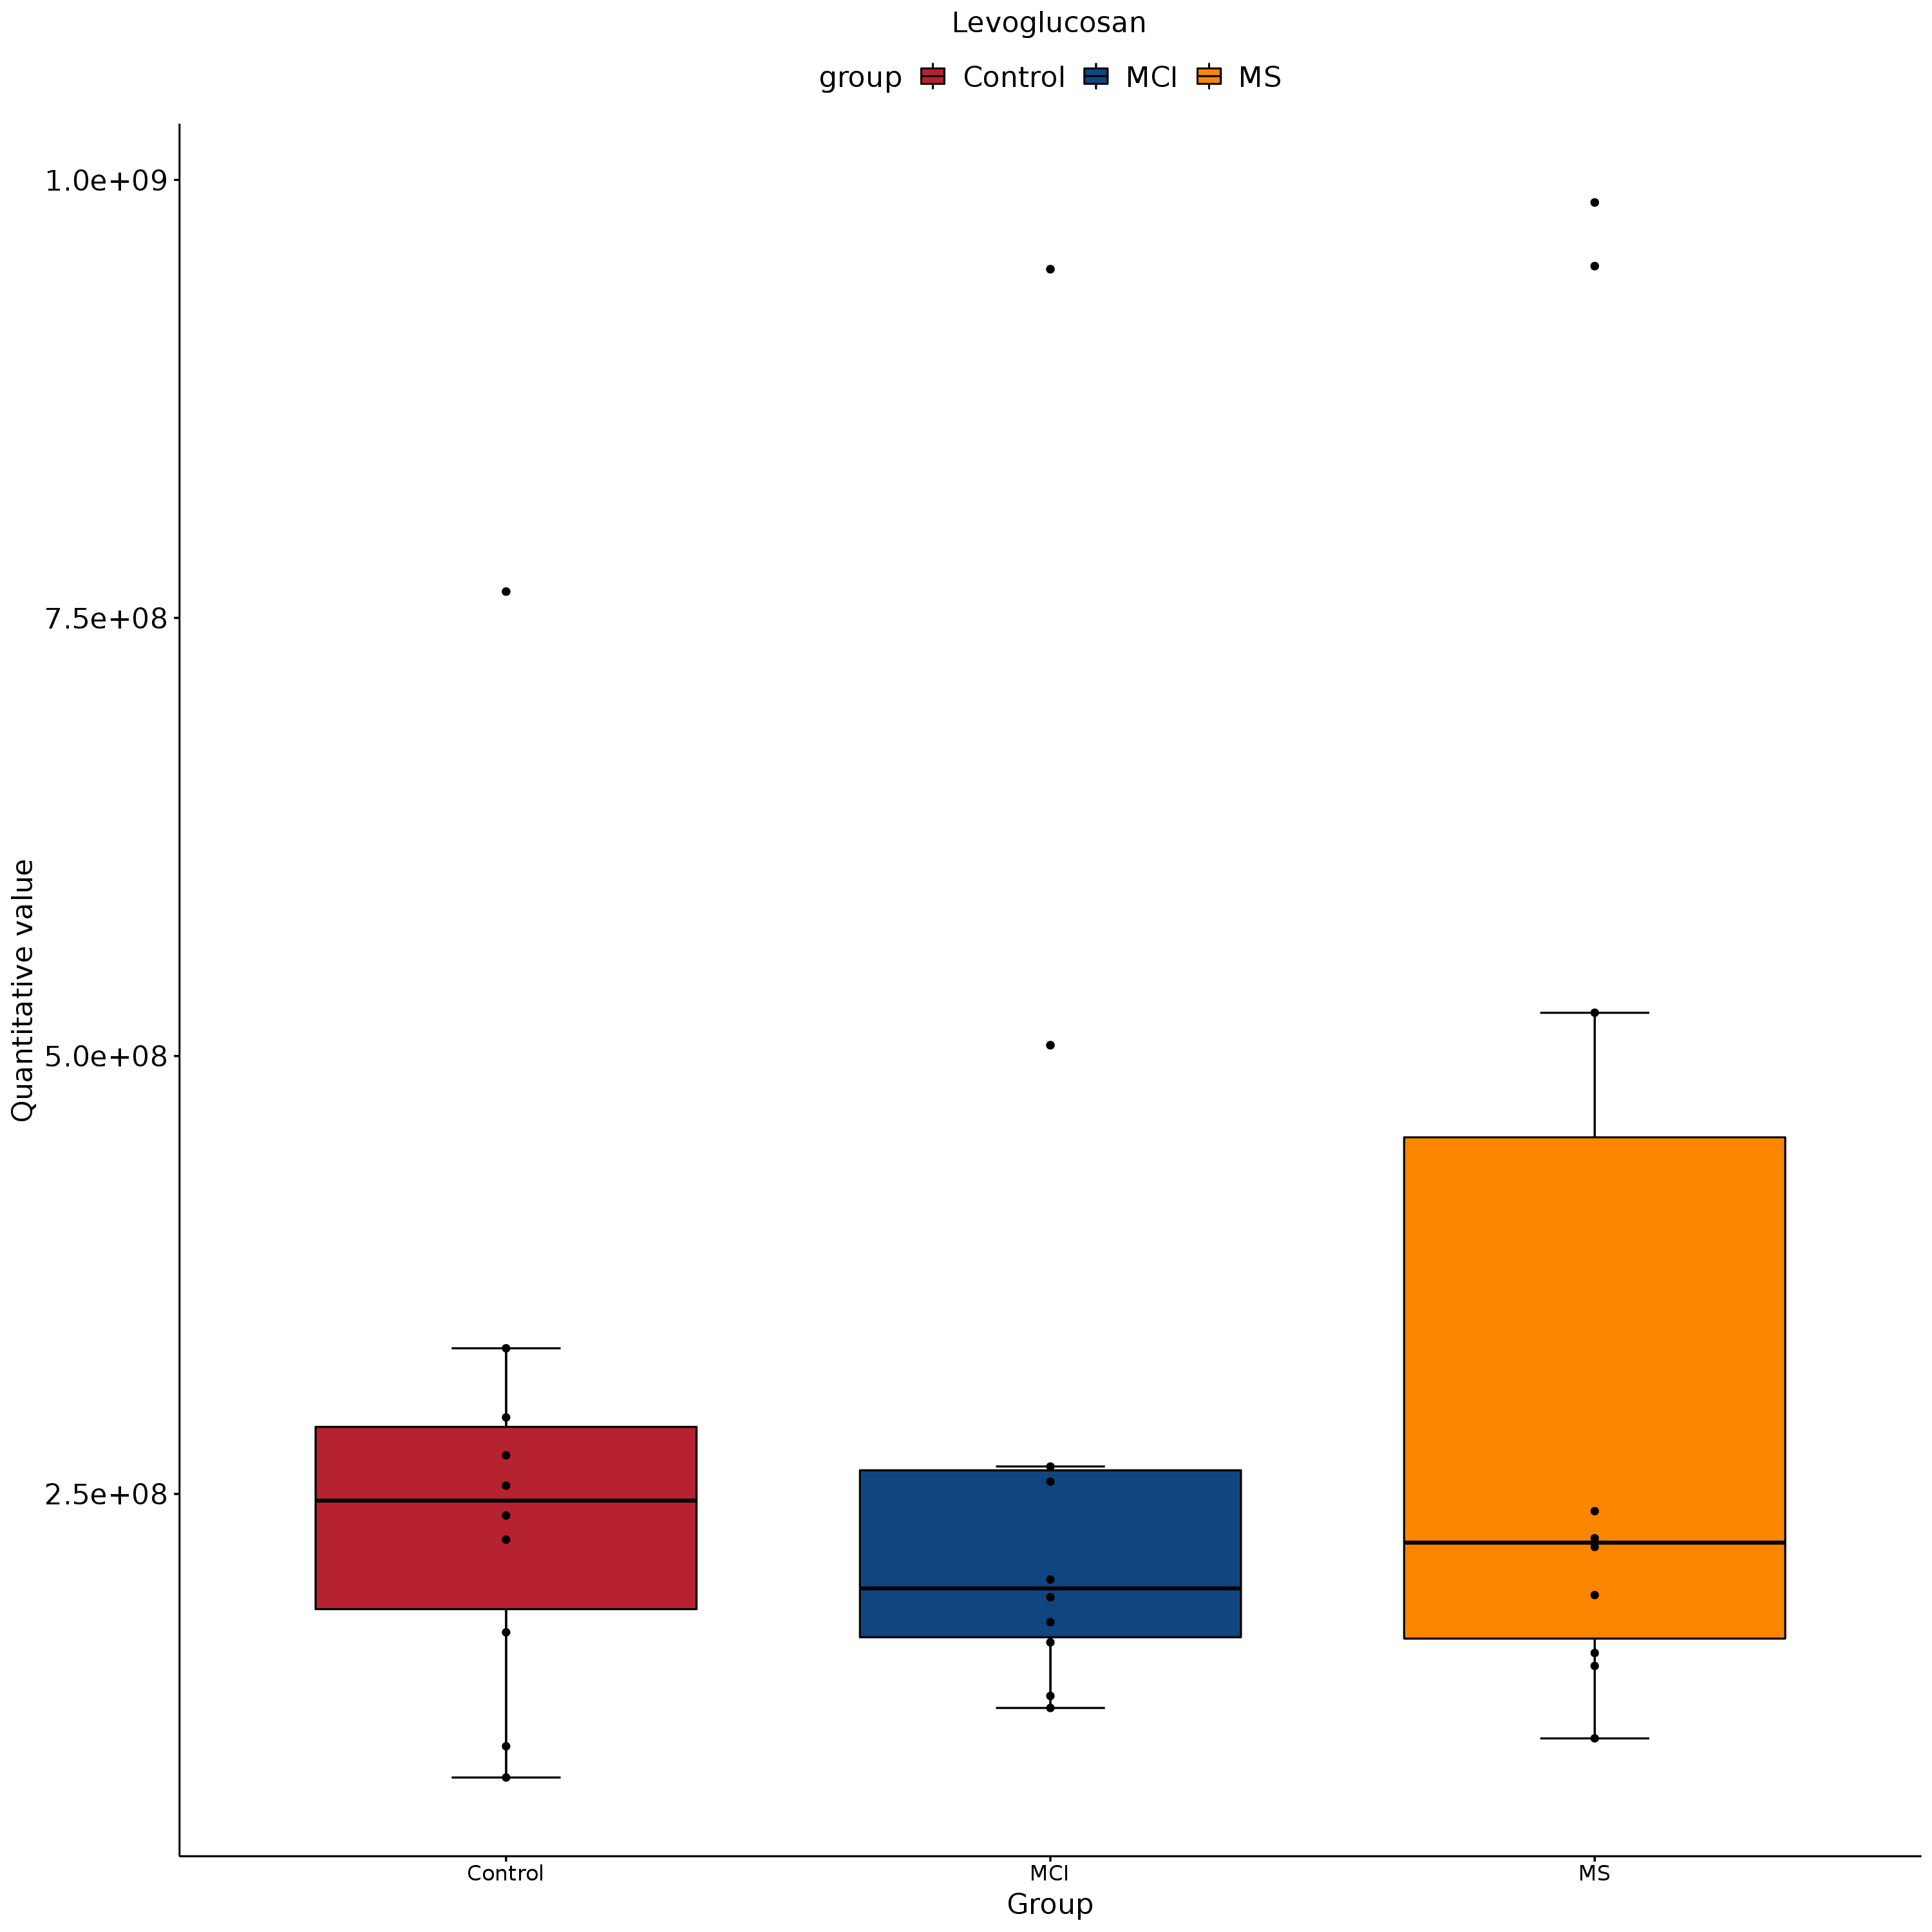 Levoglucosan
group Control MCI MS
1.0e+09
7.5e+08
5.0e+08
2.5e+08
Quantitative value
Control MCI MS
Group